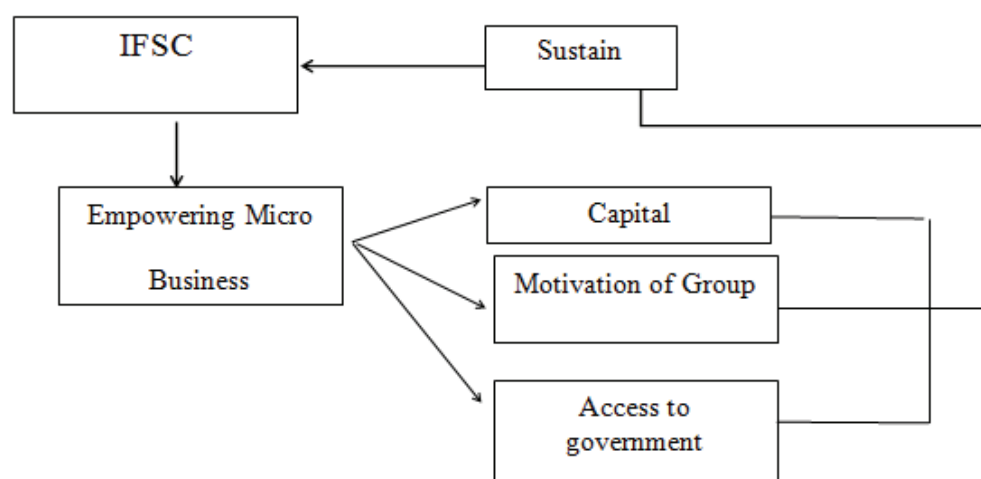 IFSC
Sustain
Empowering Micro
Business
Capital
Motivation of Group
Access to
government